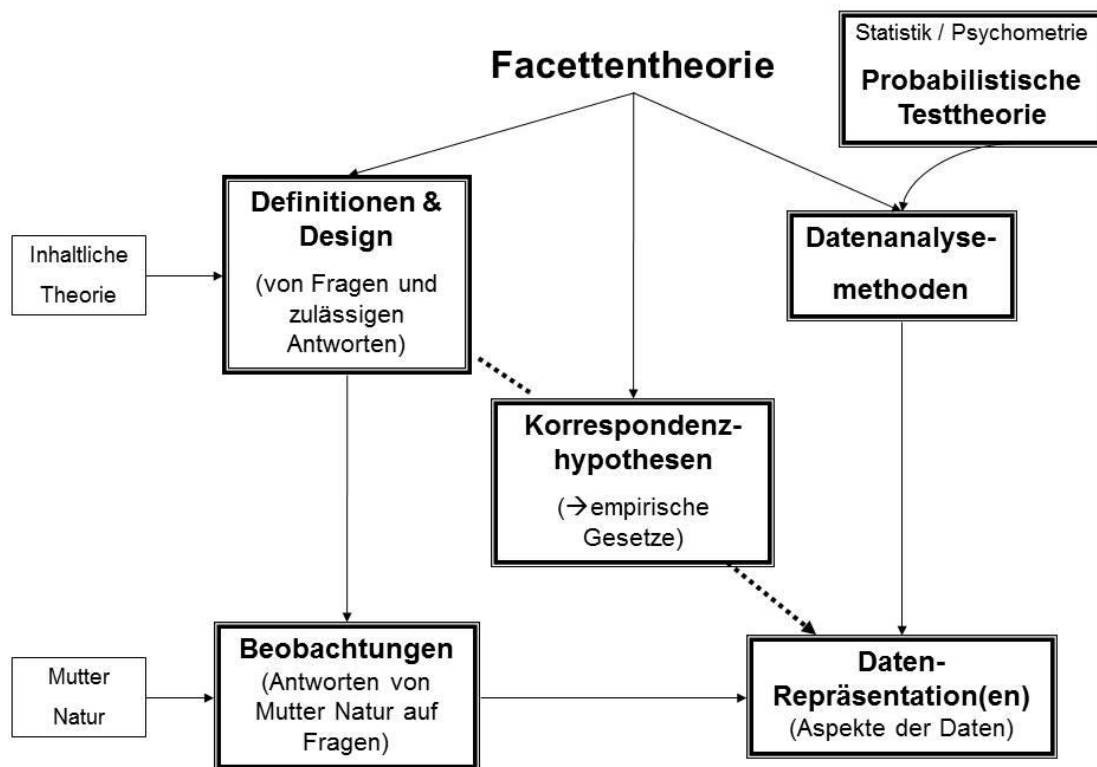 Statistik / Psychometrie
Probabilistische
Testtheorie
Facettentheorie
Definitionen &
Design
(von Fragen und
zulässigen
Antworten)
Inhaltliche
Theorie
Datenanalyse-
methoden
Korrespondenz-
hypothesen
(→empirische
Gesetze)
Mutter
Natur
Beobachtungen
(Antworten von
Mutter Natur auf
Fragen)
Daten-
Repräsentation(en)
(Aspekte der Daten)